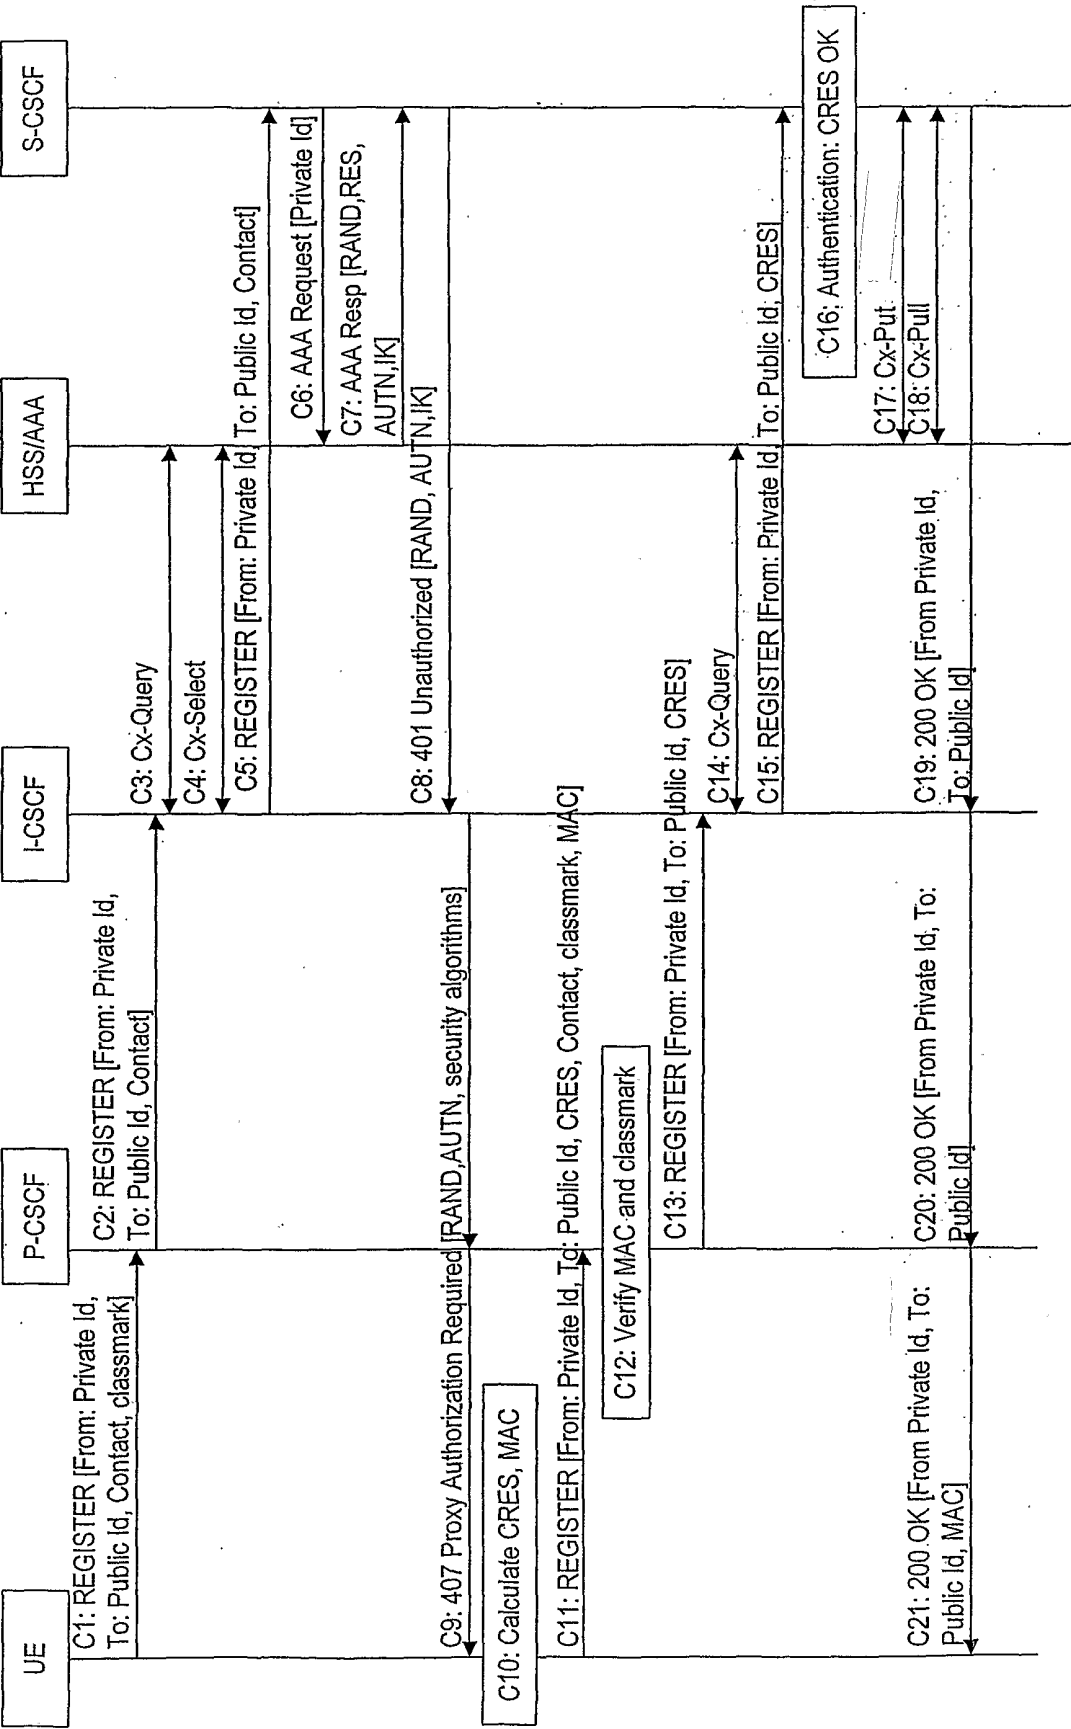 UE
P-CSCF
I-CSCF
HSS/AAA
S-CSCF
C1: REGISTER [From: Private Id,
To: Public Id, Contact, classmark]
C2: REGISTER [From: Private Id,
To: Public Id, Contact]
C3: Cx-Query
C4: Cx-Select
C5: REGISTER [From: Private Id, To: Public Id, Contact]
C6: AAA Request [Private Id]
C7: AAA Resp [RAND,RES,
AUTN,IK]
C8: 401 Unauthorized [RAND, AUTN,IK]
C9: 407 Proxy Authorization Required [RAND,AUTN, security algorithms]
C10: Calculate CRES, MAC
C11: REGISTER [From: Private Id, To: Public Id, CRES, Contact, classmark, MAC]
C12: Verify MAC and classmark
C13: REGISTER [From: Private Id, To: Public Id, CRES]
C14: Cx-Query
C15: REGISTER [From: Private Id, To: Public Id, CRES]
C16: Authentication: CRES OK
C17: Cx-Put
C18: Cx-Pull
C19: 200 OK [From Private Id,
To: Public Id]
C20: 200 OK [From Private Id, To:
Public Id]
C21: 200 OK [From Private Id, To:
Public Id, MAC]